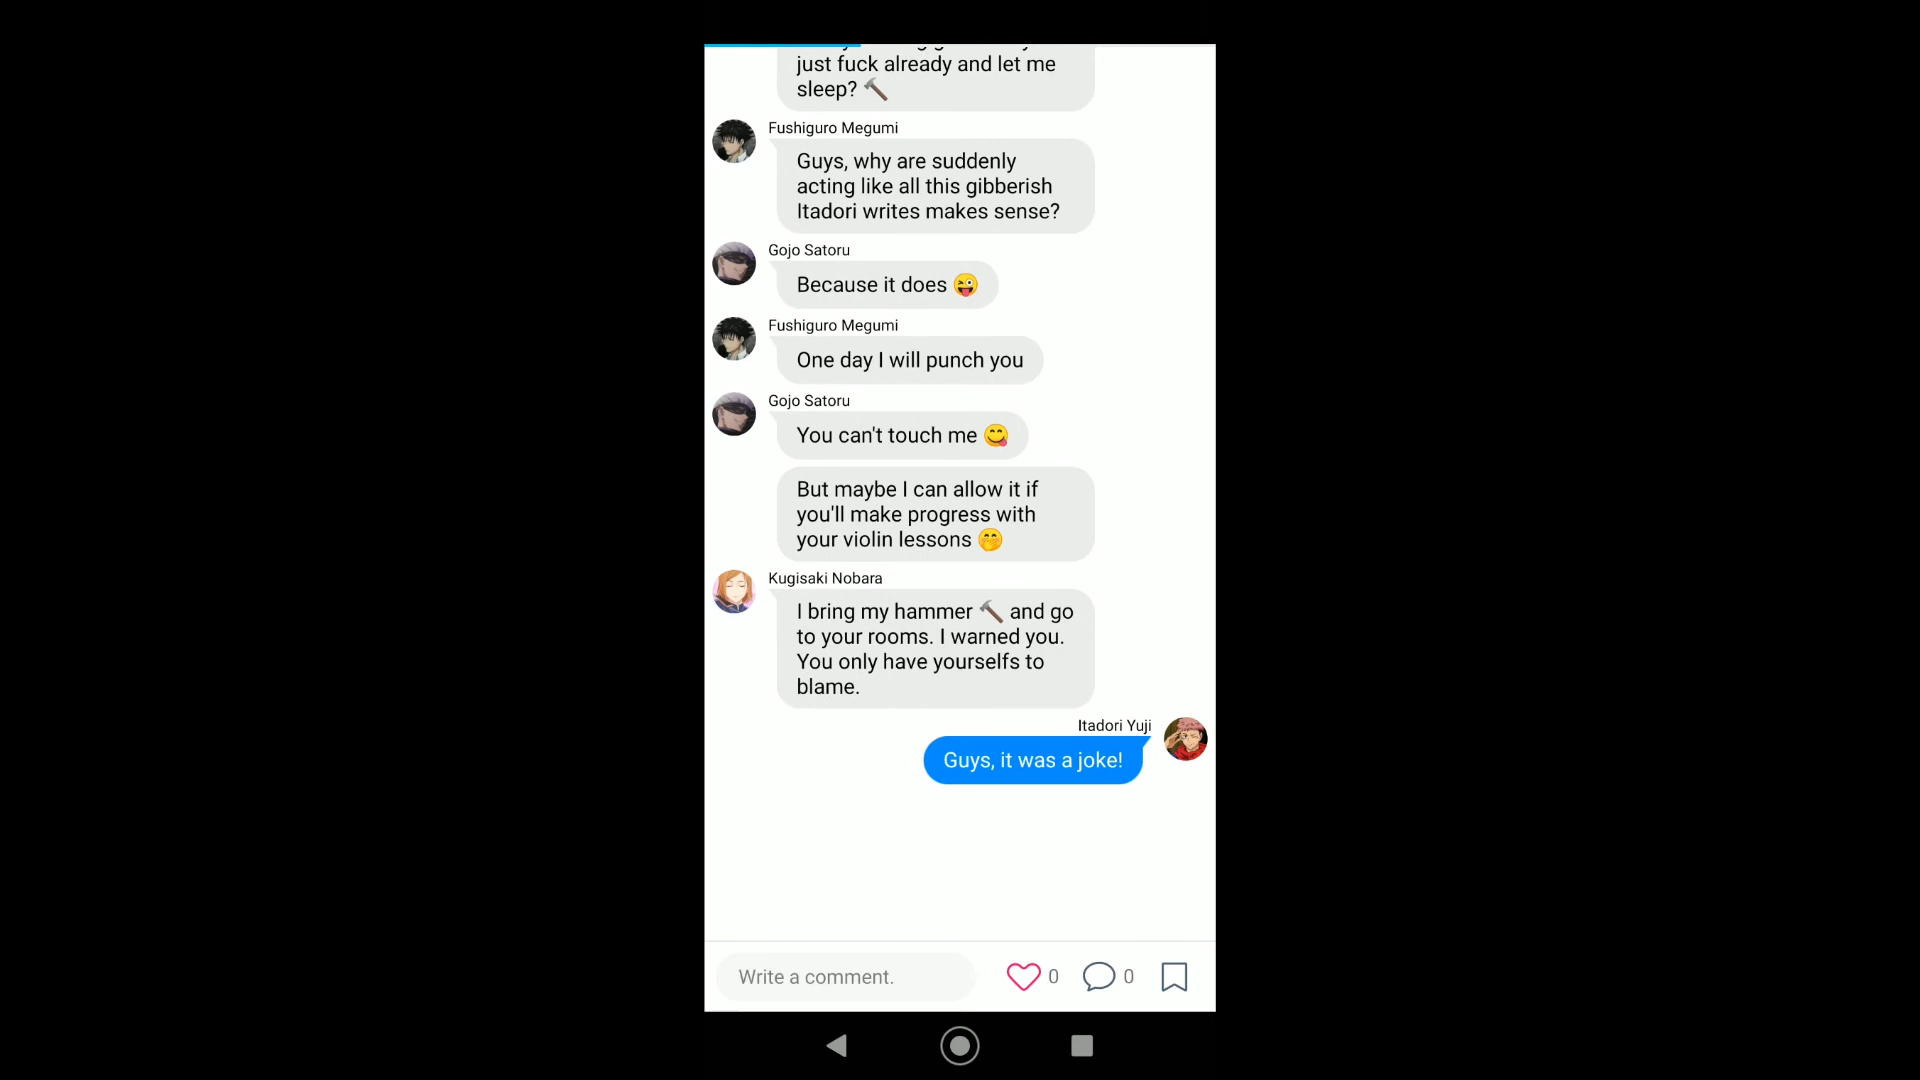 just fuck already and let me
sleep? 🔨
Fushiguro Megumi
Guys, why are suddenly
acting like all this gibberish
Itadori writes makes sense?
Gojo Satoru
Because it does 😜
Fushiguro Megumi
One day I will punch you
Gojo Satoru
You can't touch me 😋
But maybe I can allow it if
you'll make progress with
your violin lessons 🤭
Kugisaki Nobara
I bring my hammer 🔨 and go
to your rooms. I warned you.
You only have yourselfs to
blame.
Itadori Yuji
Guys, it was a joke!
Write a comment.
0
0